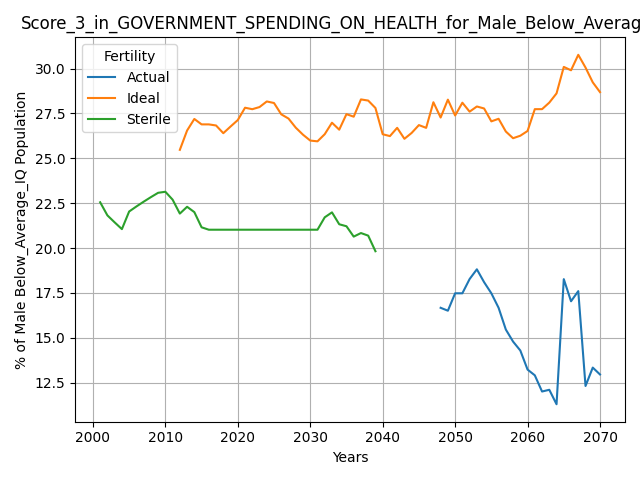 Score_3_in_GOVERNMENT_SPENDING_ON_HEALTH_for_Male_Below_Averag
Fertility
Actual
Ideal
Sterile
% of Male Below_Average_IQ Population
30.0
27.5
25.0
22.5
20.0
17.5
15.0
12.5
2000 2010 2020 2030 2040 2050 2060 2070
Years